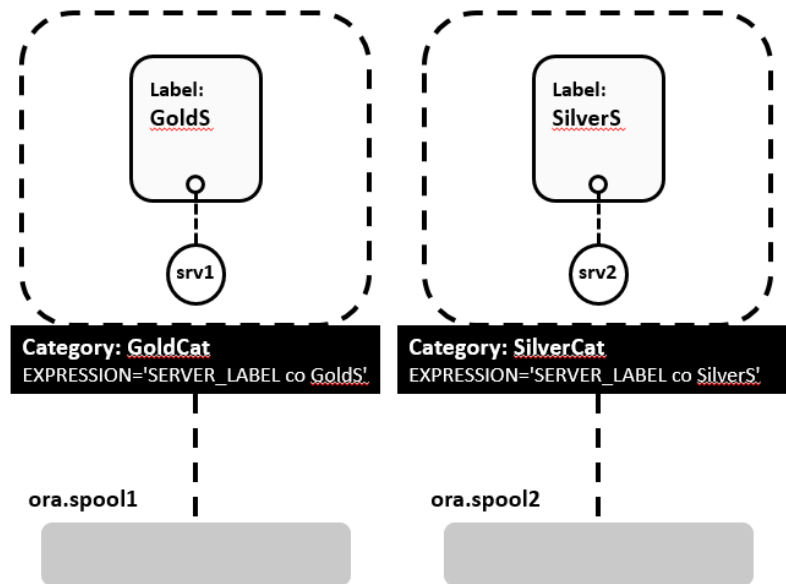 Label:
GoldS
srv1
Category: GoldCat
EXPRESSION='SERVER_LABEL co GoldS'
ora.spool1
Label:
SilverS
srv2
Category: SilverCat
EXPRESSION='SERVER_LABEL co SilverS'
ora.spool2